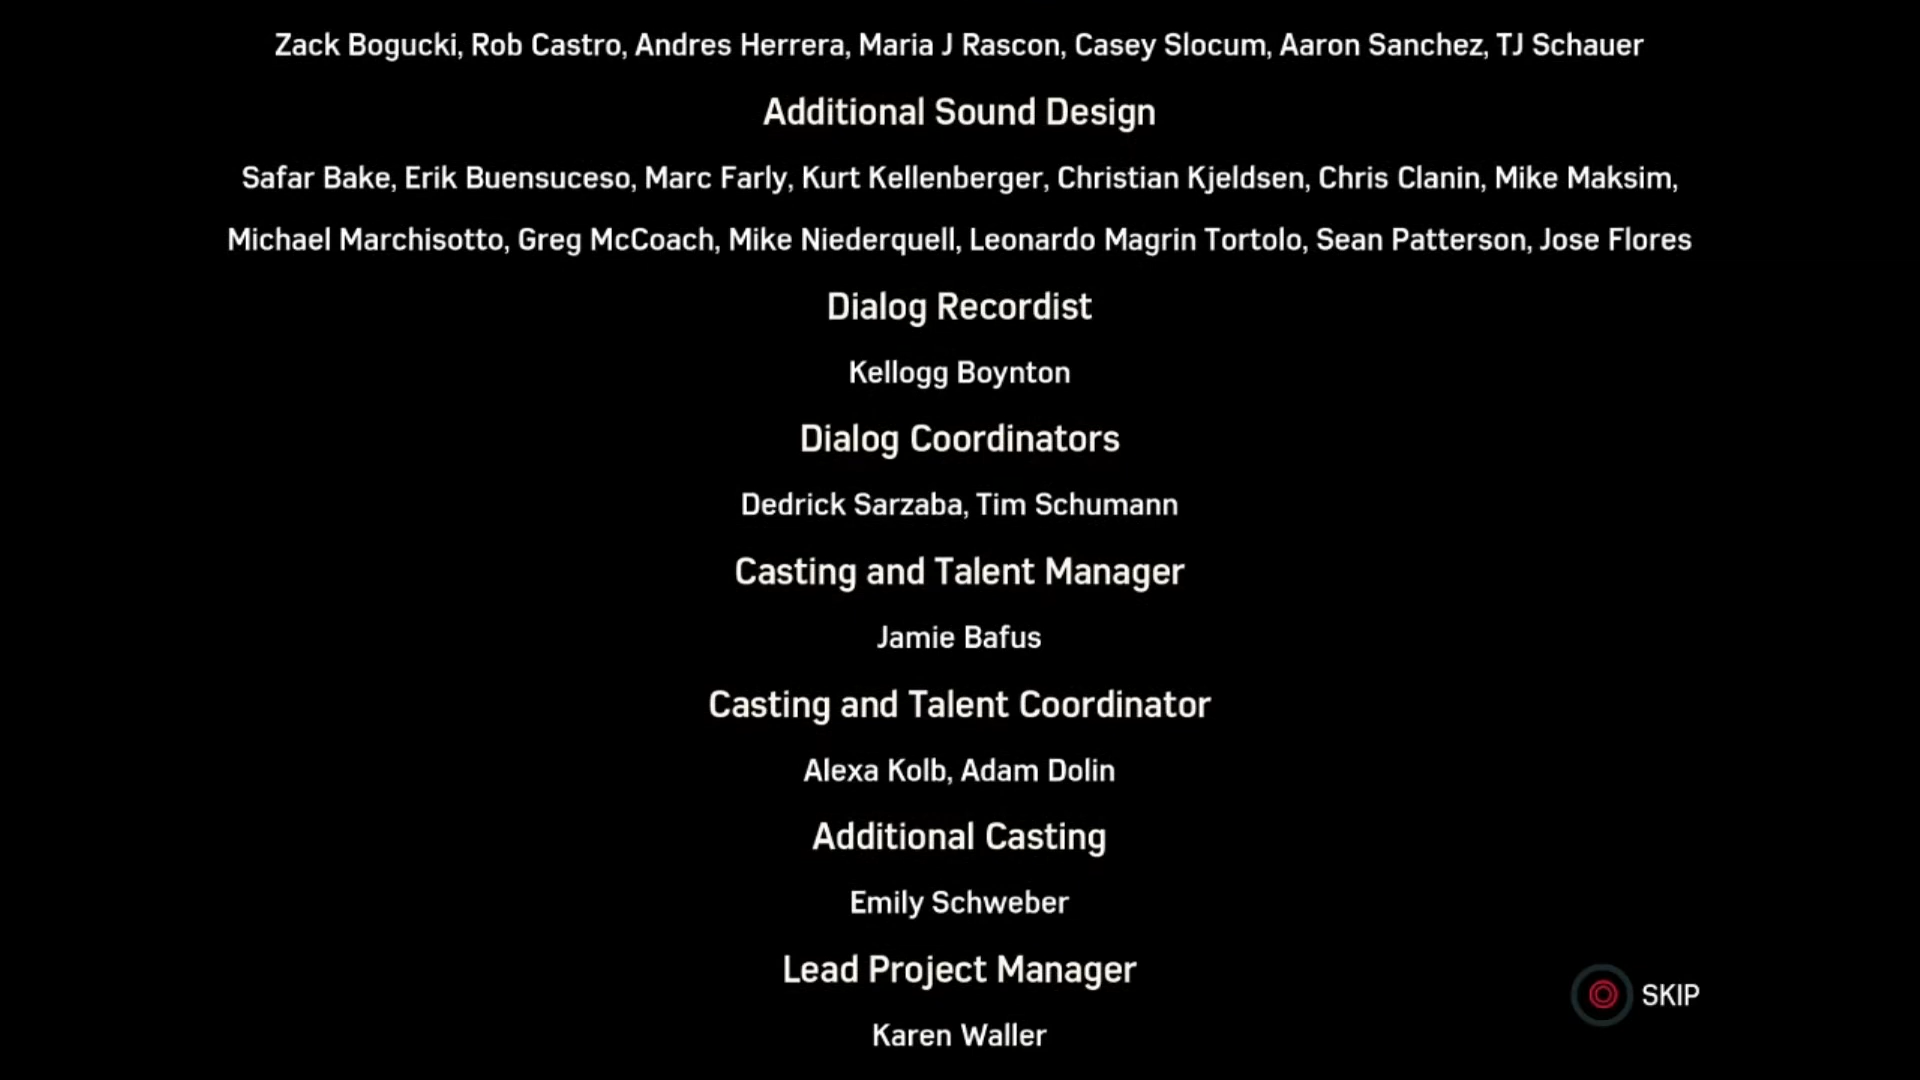 Zack Bogucki, Rob Castro, Andres Herrera, Maria J Rascon, Casey Slocum, Aaron Sanchez, TJ Schauer
Additional Sound Design
Safar Bake, Erik Buensuceso, Marc Farly, Kurt Kellenberger, Christian Kjeldsen, Chris Clanin, Mike Maksim,
Michael Marchisotto, Greg McCoach, Mike Niederquell, Leonardo Magrin Tortolo, Sean Patterson, Jose Flores
Dialog Recordist
Kellogg Boynton
Dialog Coordinators
Dedrick Sarzaba, Tim Schumann
Casting and Talent Manager
Jamie Bafus
Casting and Talent Coordinator
Alexa Kolb, Adam Dolin
Additional Casting
Emily Schweber
Lead Project Manager
Karen Waller
SKIP